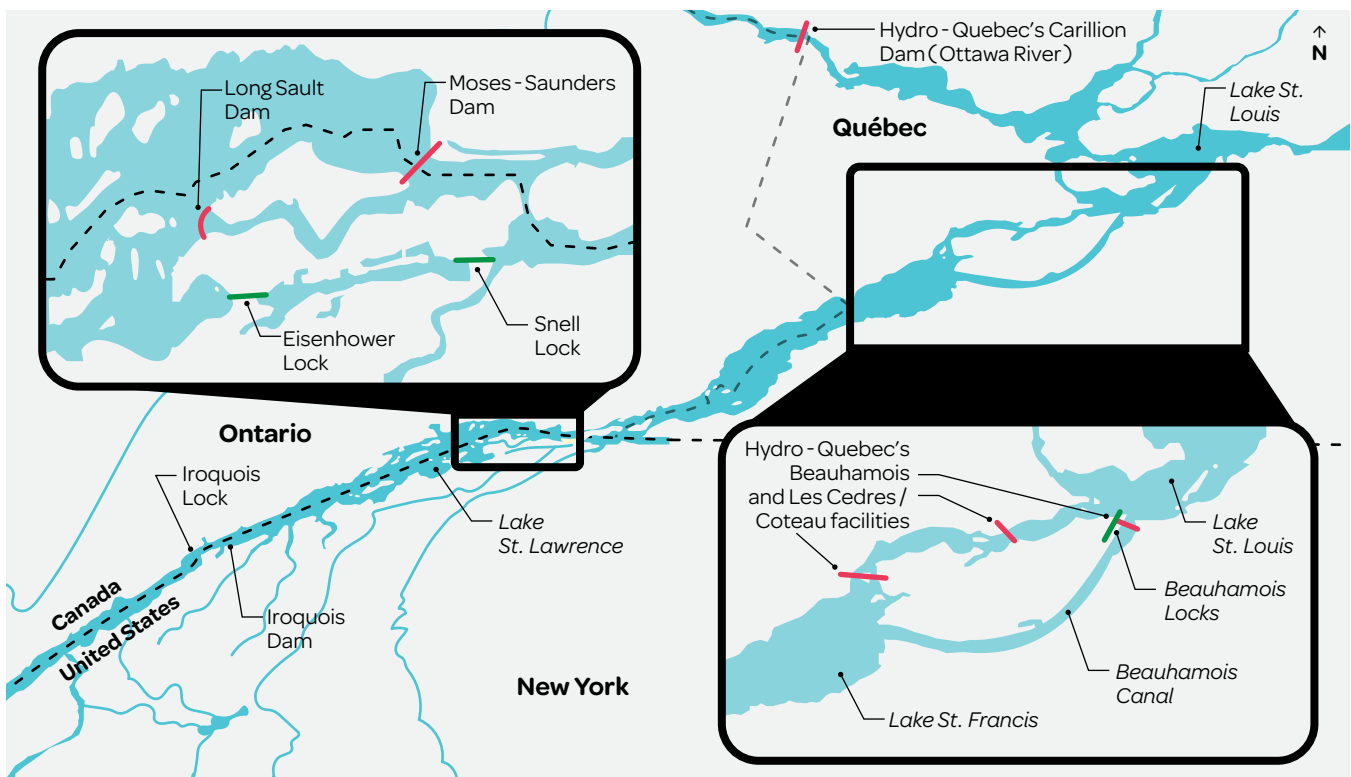 Hydro-Quebec's Carillion
Dam (Ottawa River)
↑
N
Long Sault
Dam
Moses-Saunders
Dam
Lake St.
Louis
Québec
Eisenhower
Lock
Snell
Lock
Ontario
Iroquois
Lock
Lake
St. Lawrence
Canada
United States
Iroquois
Dam
New York
Hydro-Quebec's
Beauhamois
and Les Cedres /
Coteau facilities
Lake
St. Louis
Beauhamois
Locks
Beauhamois
Canal
Lake St. Francis